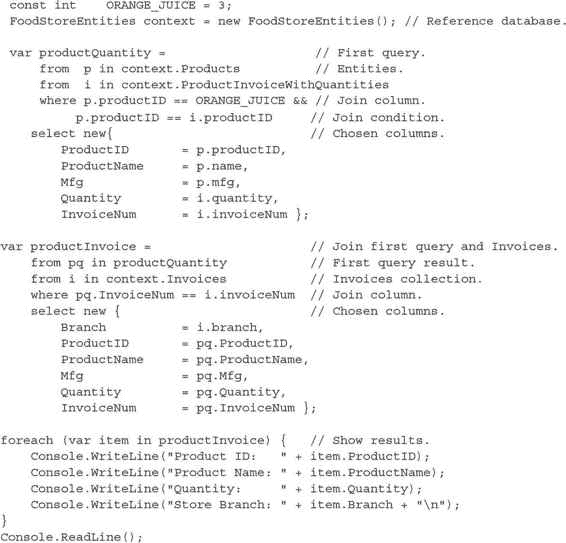 const int    ORANGE_JUICE = 3;
FoodStoreEntities context = new FoodStoreEntities(); // Reference database.
var productQuantity =                    // First query.
    from  p in context.Products          // Entities.
    from  i in context.ProductInvoiceWithQuantities
    where p.productID == ORANGE_JUICE && // Join column.
         p.productID == i.productID     // Join condition.
   select new{                          // Chosen columns.
       ProductID       = p.productID,
       ProductName     = p.name,
       Mfg             = p.mfg,
       Quantity        = i.quantity,
       InvoiceNum      = i.invoiceNum };
var productInvoice =                     // Join first query and Invoices.
    from pq in productQuantity           // First query result.
    from i in context.Invoices           // Invoices collection.
    where pq.InvoiceNum == i.invoiceNum  // Join column.
    select new {                         // Chosen columns.
        Branch          = i.branch,
        ProductID       = pq.ProductID,
        ProductName     = pq.ProductName,
        Mfg             = pq.Mfg,
        Quantity        = pq.Quantity,
        InvoiceNum      = pq.InvoiceNum };
foreach (var item in productInvoice) {   // Show results.
    Console.WriteLine("Product ID:   " + item.ProductID);
    Console.WriteLine("Product Name: " + item.ProductName);
    Console.WriteLine("Quantity:     " + item.Quantity);
    Console.WriteLine("Store Branch: " + item.Branch + "\n");
}
Console.ReadLine();